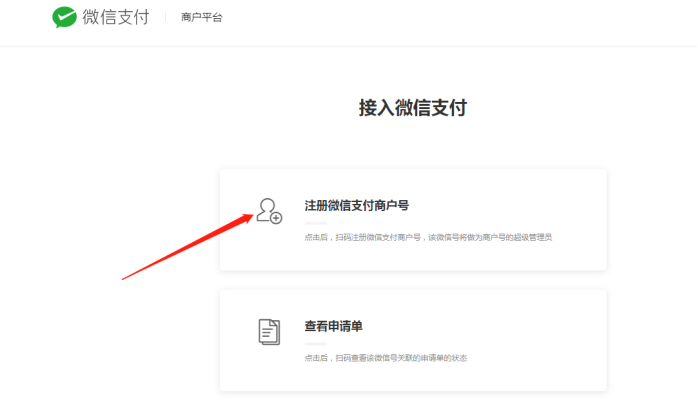 微信支付 商户平台
接入微信支付
注册微信支付商户号
点击后，扫码注册微信支付商户号，该微信号将做为商户号的超级管理员
查看申请单
点击后，扫码查看该微信号关联的申请单的状态